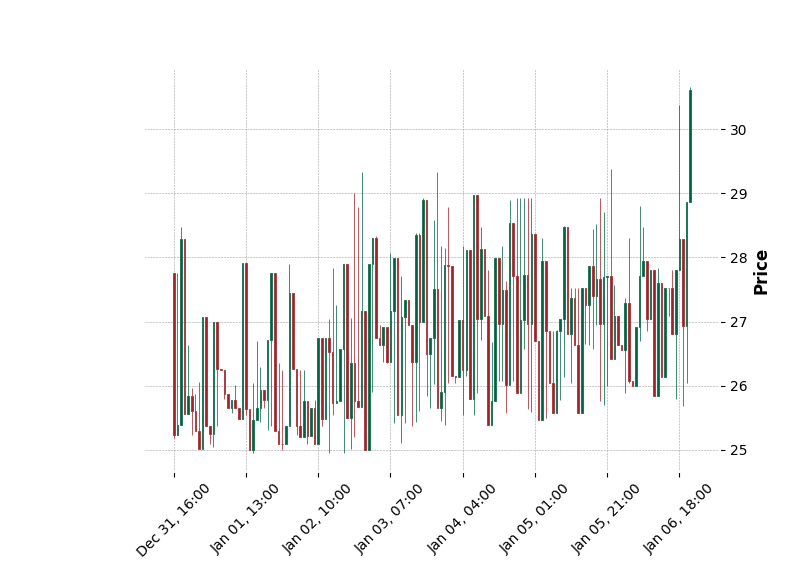 30
29
28
27
26
25
Price
Dec 31, 16:00
Jan 01, 13:00
Jan 02, 10:00
Jan 03, 07:00
Jan 04, 04:00
Jan 05, 01:00
Jan 05, 21:00
Jan 06, 18:00